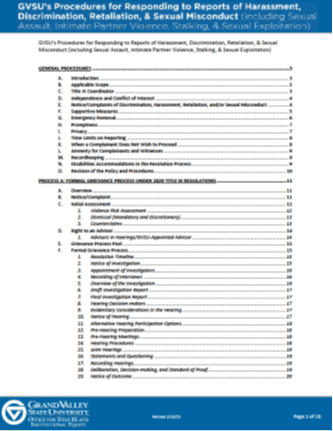 GVSU's Procedures for Responding to Reports of Harassment,
Discrimination, Retaliation, & Sexual Misconduct (including Sexual
Assault, Intimate Partner Violence, Stalking, & Sexual Exploitation)
GVSU's Procedures for Responding to Reports of Harassment, Discrimination, Retaliation, & Sexual
Misconduct (including Sexual Assault, Intimate Partner Violence, Stalking, & Sexual Exploitation)
GENERAL PROCEDURES 3
A. Introduction 3
B. Applicable Scope 3
C. Title IX Coordinator 3
D. Independence and Conflict of Interest 4
E. Notice/Complaints of Discrimination, Harassment, Retaliation, and/or Sexual Misconduct 4
F. Supportive Measures 5
G. Emergency Removal 6
H. Promptness 7
I. Privacy 7
J. Time Limits on Reporting 8
K. When a Complainant Does Not Wish to Proceed 8
L. Amnesty for Complainants and Witnesses 9
M. Recordkeeping 9
N. Disabilities Accommodations in the Resolution Process 9
O. Revision of the Policy and Procedures 10
PROCESS A: FORMAL GRIEVANCE PROCESS UNDER 2020 TITLE IX REGULATIONS 11
A. Overview 11
B. Notice/Complaint 11
C. Initial Assessment 11
1. Violence Risk Assessment 12
2. Dismissal (Mandatory and Discretionary) 13
3. Counterclaims 13
D. Right to an Advisor 14
1. Advisors in Hearings/GVSU-Appointed Advisor 14
E. Grievance Process Pool 15
F. Formal Grievance Process 15
1. Resolution Timeline 15
2. Notice of Investigation 15
3. Appointment of Investigators 16
4. Recording of Interviews 16
5. Overview of the Investigation 16
6. Draft Investigation Report 17
7. Final Investigation Report 17
8. Hearing Decision-makers 17
9. Evidentiary Considerations in the Hearing 17
10. Notice of Hearing 17
11. Alternative Hearing Participation Options 18
12. Pre-Hearing Preparation 18
13. Pre-Hearing Meetings 18
14. Hearing Procedures 18
15. Joint Hearings 18
16. Statements and Questioning 19
17. Recording Hearings 19
18. Deliberation, Decision-making, and Standard of Proof 19
19. Notice of Outcome 20
GRAND VALLEY
STATE UNIVERSITY
OFFICE FOR TITLE IX AND
INSTITUTIONAL EQUITY
Page 1 of 28